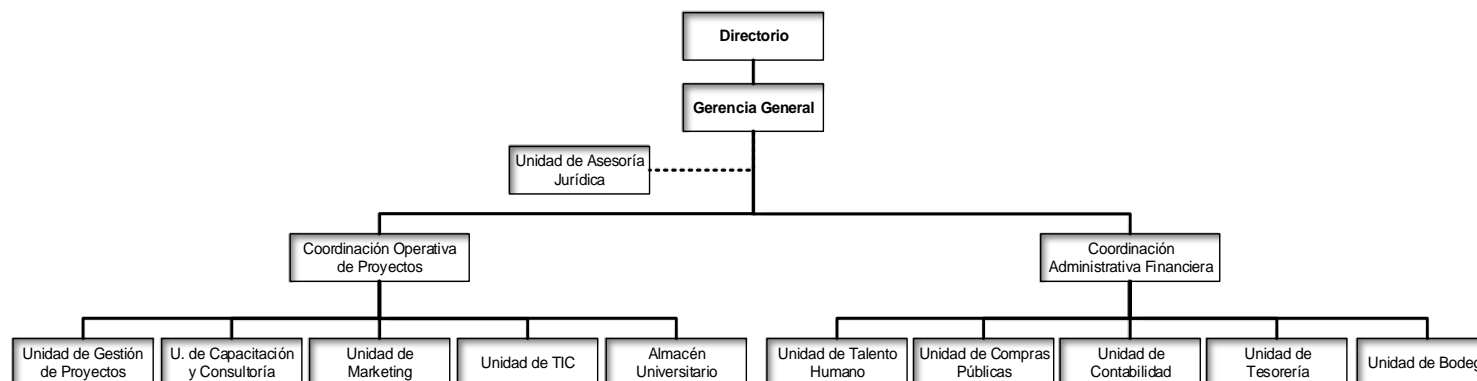 Directorio
Gerencia General
Unidad de Asesoría
Jurídica
Coordinación Operativa
de Proyectos
Coordinación
Administrativa Financiera
Unidad de Gestión
de Proyectos
U. de Capacitación
y Consultoría
Unidad de
Marketing
Unidad de TIC
Almacén
Universitario
Unidad de Talento
Humano
Unidad de Compras
Públicas
Unidad de
Contabilidad
Unidad de
Tesorería
Unidad de